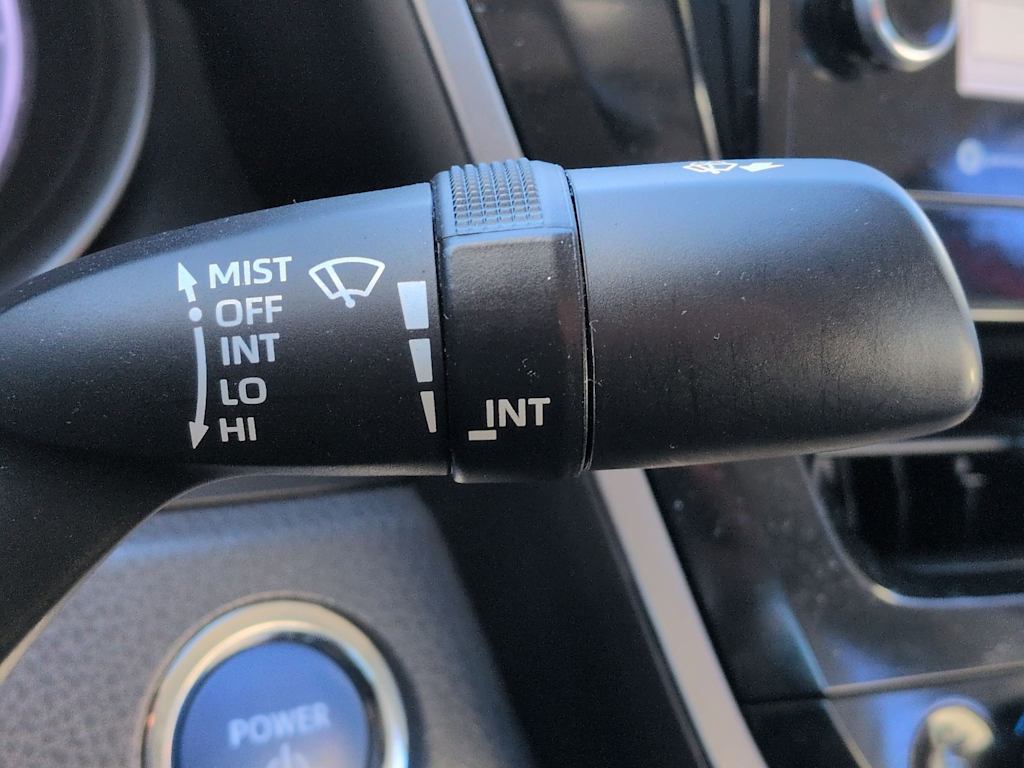 MIST
OFF
INT
LO
HI
INT
POWER